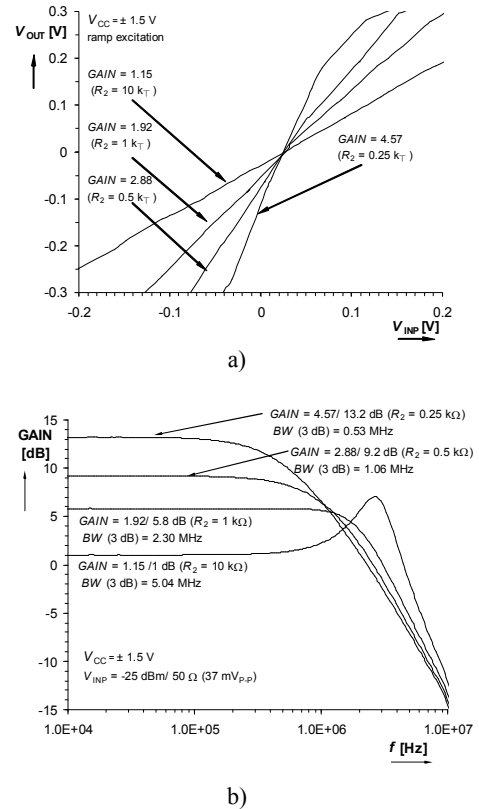 V_OUT [V]
0.3
V_CC = ± 1.5 V
ramp excitation
0.2
GAIN = 1.15
(R_2 = 10 k⊤)
0.1
GAIN = 1.92
(R_2 = 1 k⊤)
GAIN = 4.57
(R_2 = 0.25 k⊤)
0
GAIN = 2.88
(R_2 = 0.5 k⊤)
-0.1
-0.2
-0.3
-0.2 -0.1 0 0.1 0.2
V_INP [V]
a)
15
GAIN
[dB]
GAIN = 4.57/ 13.2 dB (R_2 = 0.25 kΩ)
BW (3 dB) = 0.53 MHz
10
GAIN = 2.88/ 9.2 dB (R_2 = 0.5 kΩ)
BW (3 dB) = 1.06 MHz
5
GAIN = 1.92/ 5.8 dB (R_2 = 1 kΩ)
BW (3 dB) = 2.30 MHz
0
GAIN = 1.15 /1 dB (R_2 = 10 kΩ)
BW (3 dB) = 5.04 MHz
-5
-10
V_CC = ± 1.5 V
V_INP = -25 dBm/ 50 Ω (37 mV_P-P)
-15
1.0E+04 1.0E+05 1.0E+06 1.0E+07
f [Hz]
b)